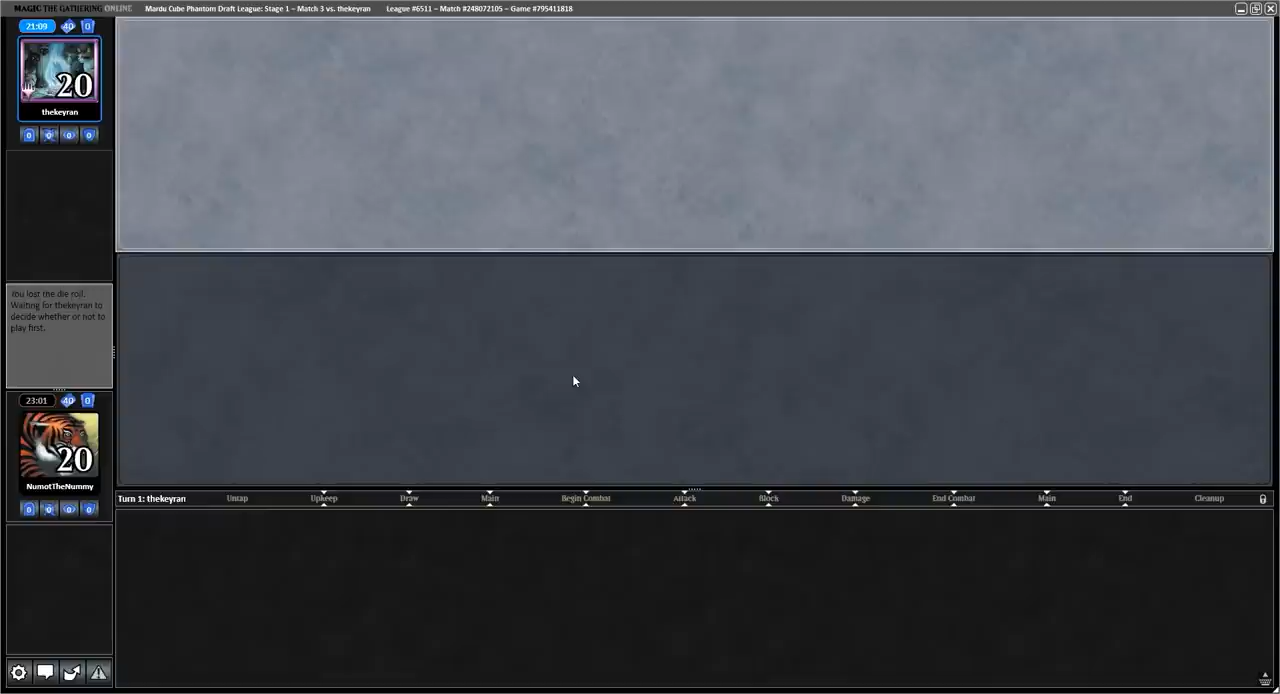 MAGIC THE GATHERING ONLINE Mardu Cube Phantom Draft League: Stage 1 – Match 3 vs. thekeyran League #6511 – Match #248072105 – Game #795411818
21:09 40 0
20
thekeyran
0 0 0 0
You lost the die roll.
Waiting for thekeyran to
decide whether or not to
play first.
23:01 40 0
20
NumotTheNummy
0 0 0 0
Turn 1: thekeyran Untap Upkeep Draw Main Begin Combat Attack Block Damage End Combat Main End Cleanup